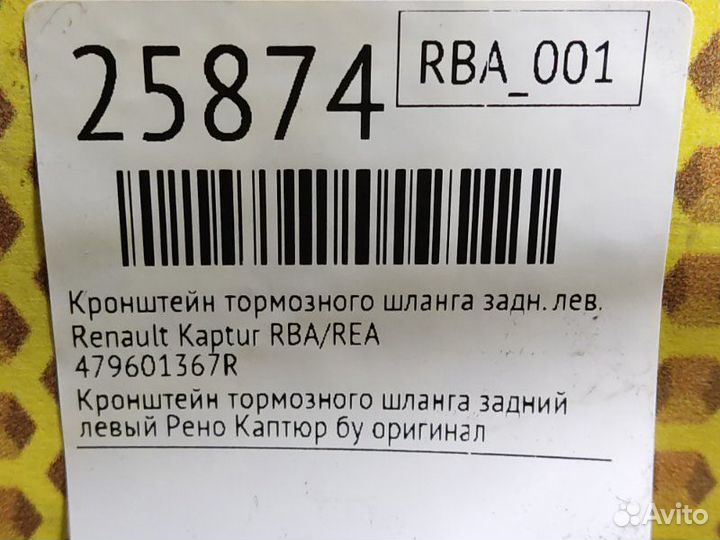 25874
RBA_001
Кронштейн тормозного шланга задн. лев.
Renault Kaptur RBA/REA
479601367R
Кронштейн тормозного шланга задний
левый Рено Каптюр бу оригинал
Avito